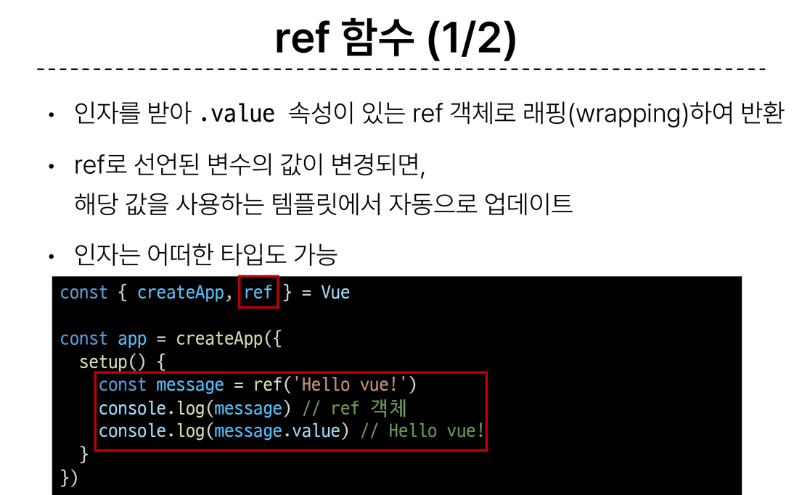 ref 함수 (1/2)
• 인자를 받아 .value 속성이 있는 ref 객체로 래핑(wrapping)하여 반환
• ref로 선언된 변수의 값이 변경되면,
해당 값을 사용하는 템플릿에서 자동으로 업데이트
• 인자는 어떠한 타입도 가능
const { createApp, ref } = Vue
const app = createApp({
setup() {
const message = ref('Hello vue!')
console.log(message) // ref 객체
console.log(message.value) // Hello vue!
}
})